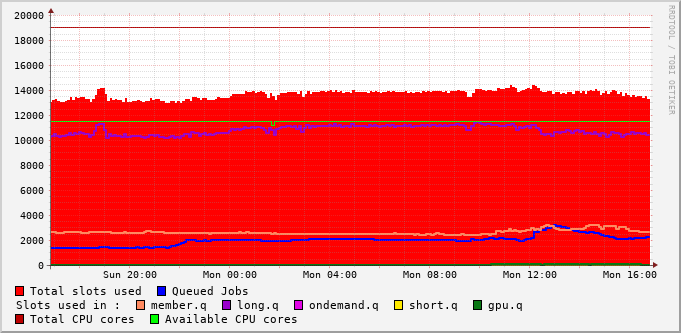 20000
18000
16000
14000
12000
10000
8000
6000
4000
2000
0
Sun 20:00 Mon 00:00 Mon 04:00 Mon 08:00 Mon 12:00 Mon 16:00
RRDTOOL / TOBI OETIKER
Total slots used Queued Jobs
Slots used in : member.q long.q ondemand.q short.q gpu.q
Total CPU cores Available CPU cores